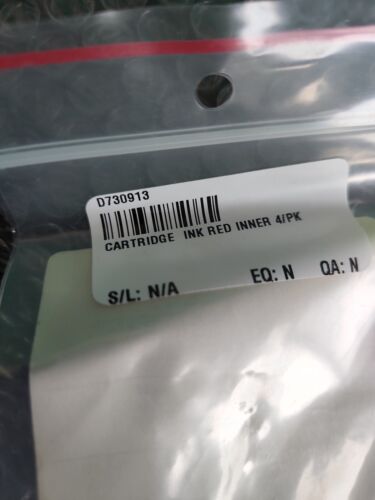 D730913
CARTRIDGE INK RED INNER 4/PK
S/L: N/A EQ: N QA: N